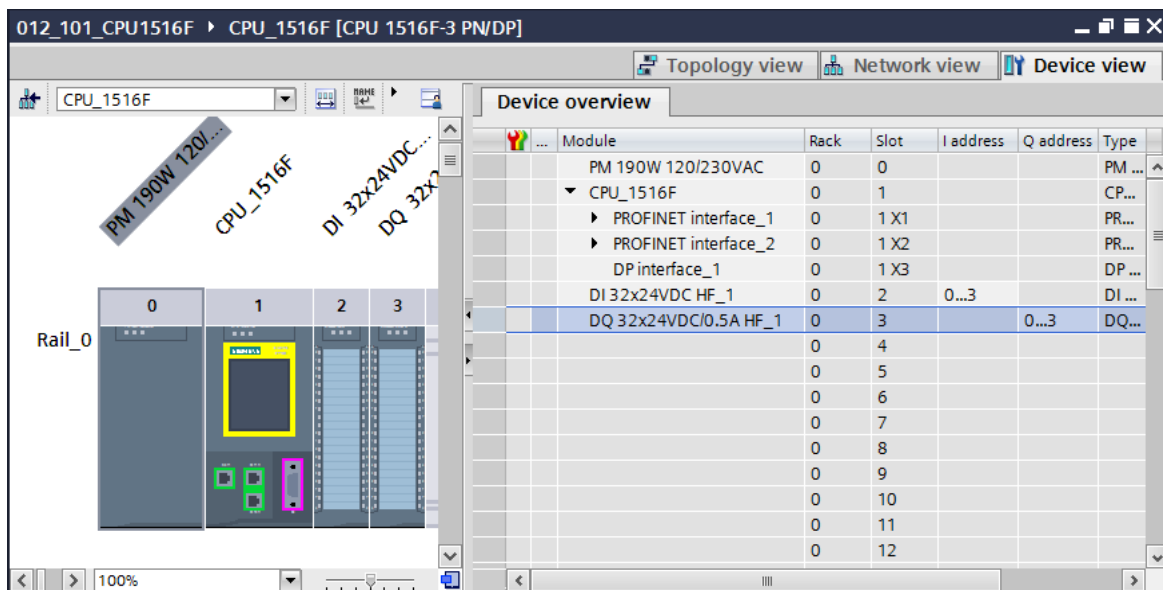 012_101_CPU1516F ▸ CPU_1516F [CPU 1516F-3 PN/DP]
Topology view Network view Device view
CPU_1516F
NAME
PM 190W 120/...
CPU_1516F
DI 32x24VDC...
DQ 32x2
0 1 2 3
Rail_0
SIEMENS
100%
Device overview
... Module Rack Slot I address Q address Type
PM 190W 120/230VAC 0 0 PM ...
CPU_1516F 0 1 CP...
PROFINET interface_1 0 1 X1 PR...
PROFINET interface_2 0 1 X2 PR...
DP interface_1 0 1 X3 DP ...
DI 32x24VDC HF_1 0 2 0...3 DI ...
DQ 32x24VDC/0.5A HF_1 0 3 0...3 DQ...
0 4
0 5
0 6
0 7
0 8
0 9
0 10
0 11
0 12